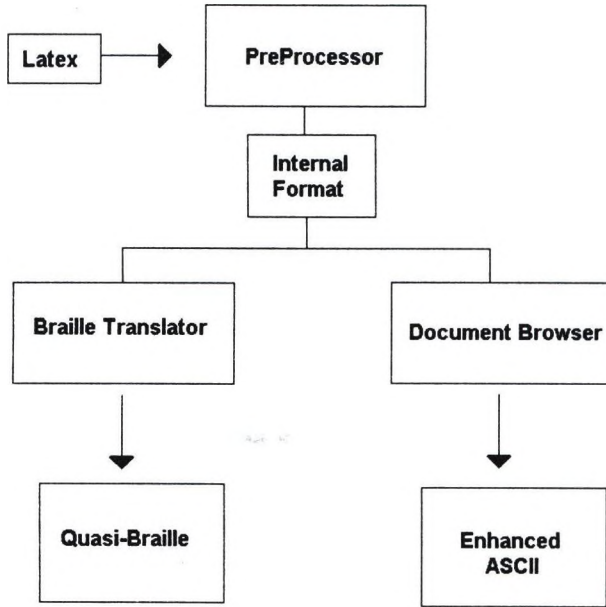 Latex
PreProcessor
Internal
Format
Braille Translator
Document Browser
Quasi-Braille
Enhanced
ASCII